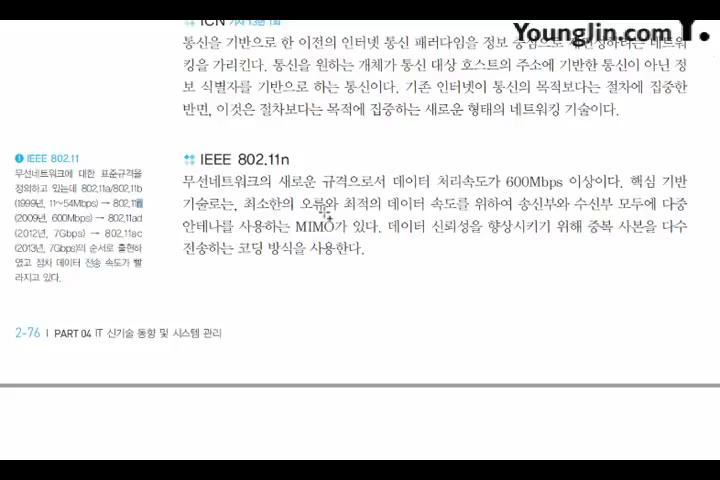 ICN 기사 13년 1회
Youngjin.com Y.
통신을 기반으로 한 이전의 인터넷 통신 패러다임을 정보 중심으로
킹을 가리킨다. 통신을 원하는 개체가 통신 대상 호스트의 주소에 기반한 통신이 아닌 정
보 식별자를 기반으로 하는 통신이다. 기존 인터넷이 통신의 목적보다는 절차에 집중한
반면, 이것은 절차보다는 목적에 집중하는 새로운 형태의 네트워킹 기술이다.
❶ IEEE 802.11
무선네트워크에 대한 표준규격을
정의하고 있는데 802.11a/802.11b
(1999년, 11~54Mbps) → 802.11n
(2009년, 600Mbps) → 802.11ad
(2012년, 7Gbps) → 802.11ac
(2013년, 7Gbps)의 순서로 출현하
였고 점차 데이터 전송 속도가 빨
라지고 있다.
IEEE 802.11n
무선네트워크의 새로운 규격으로서 데이터 처리속도가 600Mbps 이상이다. 핵심 기반
기술로는, 최소한의 오류와 최적의 데이터 속도를 위하여 송신부와 수신부 모두에 다중
안테나를 사용하는 MIMO가 있다. 데이터 신뢰성을 향상시키기 위해 중복 사본을 다수
전송하는 코딩 방식을 사용한다.
2-76 | PART 04 IT 신기술 동향 및 시스템 관리